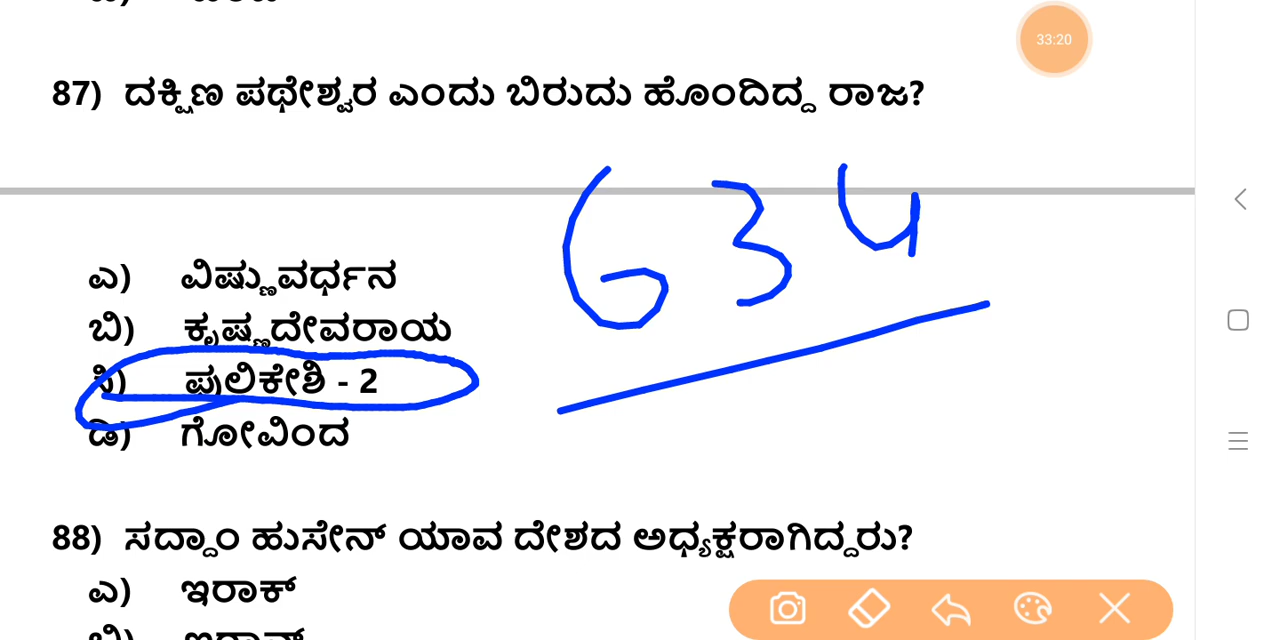 33:20
87) ದಕ್ಷಿಣ ಪಥೇಶ್ವರ ಎಂದು ಬಿರುದು ಹೊಂದಿದ್ದ ರಾಜ?
634
ಎ) ವಿಷ್ಣುವರ್ಧನ
ಬಿ) ಕೃಷ್ಣದೇವರಾಯ
ಸಿ) ಪುಲಿಕೇಶಿ - 2
ಡಿ) ಗೋವಿಂದ
88) ಸದ್ದಾಂ ಹುಸೇನ್ ಯಾವ ದೇಶದ ಅಧ್ಯಕ್ಷರಾಗಿದ್ದರು?
ಎ) ಇರಾಕ್